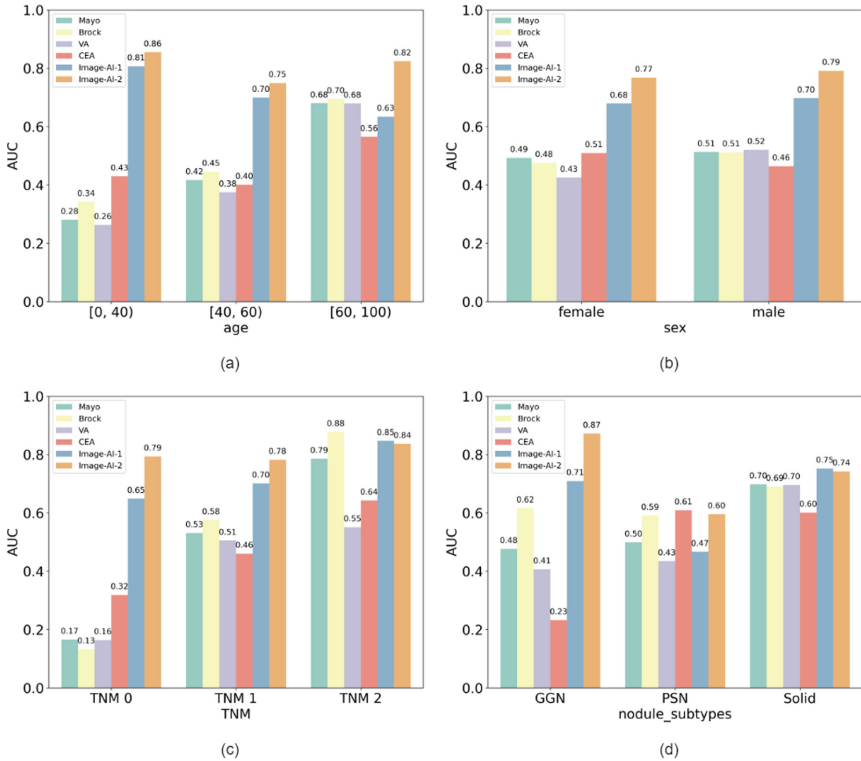 1.0
0.8
0.6
0.4
0.2
0.0
AUC
Mayo
Brock
VA
CEA
Image-AI-1
Image-AI-2
0.28
0.34
0.26
0.43
0.81
0.86
0.42
0.45
0.38
0.40
0.70
0.75
0.68
0.70
0.68
0.56
0.63
0.82
[0, 40)
[40, 60)
[60, 100)
age
(a)
1.0
0.8
0.6
0.4
0.2
0.0
AUC
Mayo
Brock
VA
CEA
Image-AI-1
Image-AI-2
0.49
0.48
0.43
0.51
0.68
0.77
0.51
0.51
0.52
0.46
0.70
0.79
female
male
sex
(b)
1.0
0.8
0.6
0.4
0.2
0.0
AUC
Mayo
Brock
VA
CEA
Image-AI-1
Image-AI-2
0.17
0.13
0.16
0.32
0.65
0.79
0.53
0.58
0.51
0.46
0.70
0.78
0.79
0.88
0.55
0.64
0.85
0.84
TNM 0
TNM 1
TNM 2
TNM
(c)
1.0
0.8
0.6
0.4
0.2
0.0
AUC
Mayo
Brock
VA
CEA
Image-AI-1
Image-AI-2
0.48
0.62
0.41
0.23
0.71
0.87
0.50
0.59
0.43
0.61
0.47
0.60
0.70
0.69
0.70
0.60
0.75
0.74
GGN
PSN
Solid
nodule_subtypes
(d)